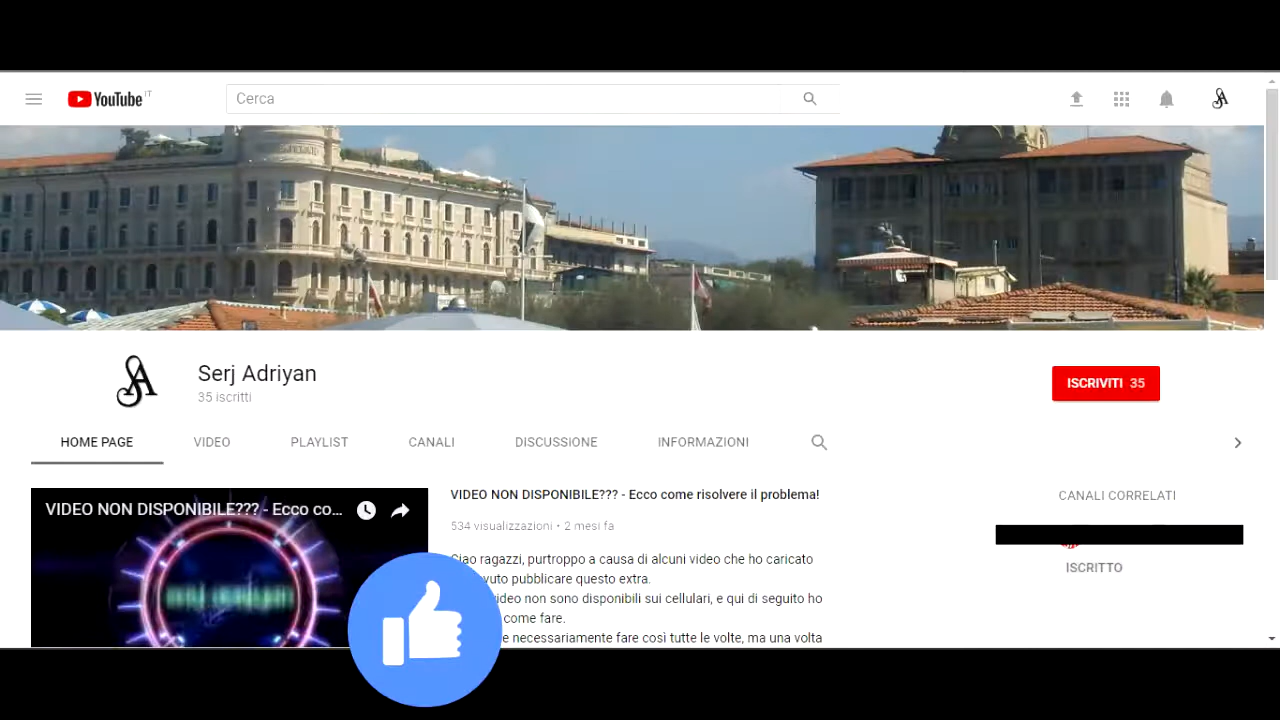 YouTube IT
Cerca
Serj Adriyan
35 iscritti
ISCRIVITI 35
HOME PAGE
VIDEO
PLAYLIST
CANALI
DISCUSSIONE
INFORMAZIONI
VIDEO NON DISPONIBILE??? - Ecco co...
VIDEO NON DISPONIBILE??? - Ecco come risolvere il problema!
534 visualizzazioni • 2 mesi fa
Ciao ragazzi, purtroppo a causa di alcuni video che ho caricato
pubblicare questo extra.
non sono disponibili sui cellulari, e qui di seguito ho
come fare.
necessariamente fare così tutte le volte, ma una volta
CANALI CORRELATI
ISCRITTO